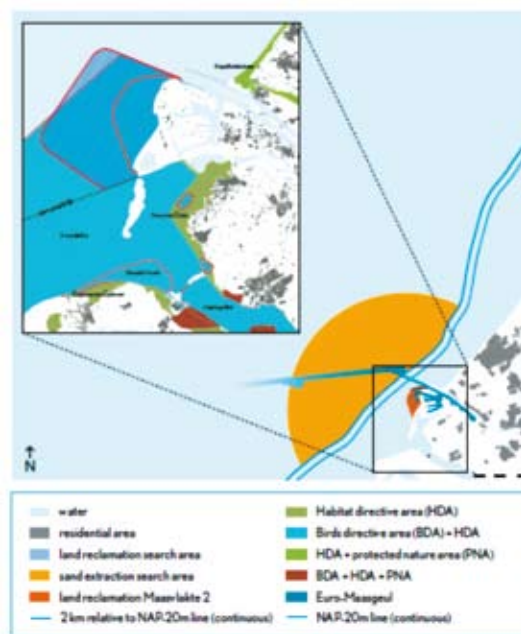 N
water
residential area
land reclamation search area
sand extraction search area
land reclamation Maasvlakte 2
2 km relative to NAP-20m line (continuous)
Habitat directive area (HDA)
Birds directive area (BDA) + HDA
HDA + protected nature area (PNA)
BDA + HDA + PNA
Euro-Maasgeul
NAP-20m line (continuous)